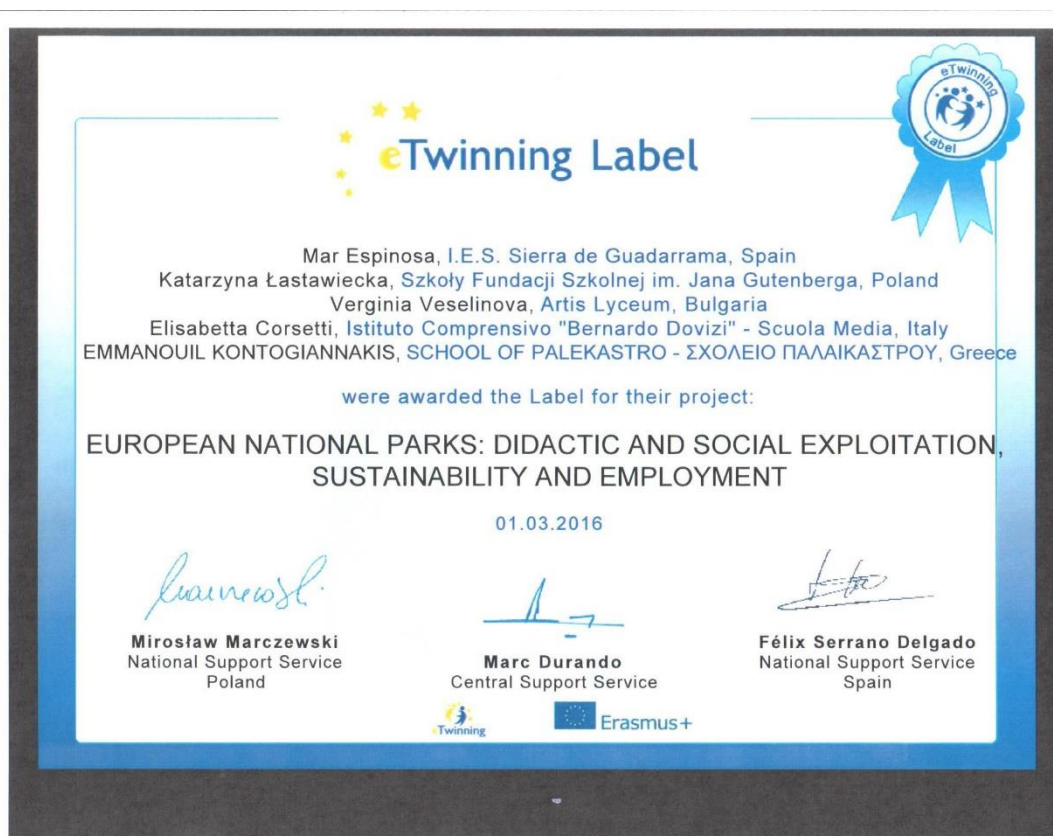 eTwinning
Label
eTwinning Label
Mar Espinosa, I.E.S. Sierra de Guadarrama, Spain
Katarzyna Łastawiecka, Szkoły Fundacji Szkolnej im. Jana Gutenberga, Poland
Verginia Veselinova, Artis Lyceum, Bulgaria
Elisabetta Corsetti, Istituto Comprensivo "Bernardo Dovizi" - Scuola Media, Italy
EMMANOUIL KONTOGIANNAKIS, SCHOOL OF PALEKASTRO - ΣΧΟΛΕΙΟ ΠΑΛΑΙΚΑΣΤΡΟΥ, Greece
were awarded the Label for their project:
EUROPEAN NATIONAL PARKS: DIDACTIC AND SOCIAL EXPLOITATION,
SUSTAINABILITY AND EMPLOYMENT
01.03.2016
Mirosław Marczewski
National Support Service
Poland
Marc Durando
Central Support Service
Félix Serrano Delgado
National Support Service
Spain
eTwinning
Erasmus+